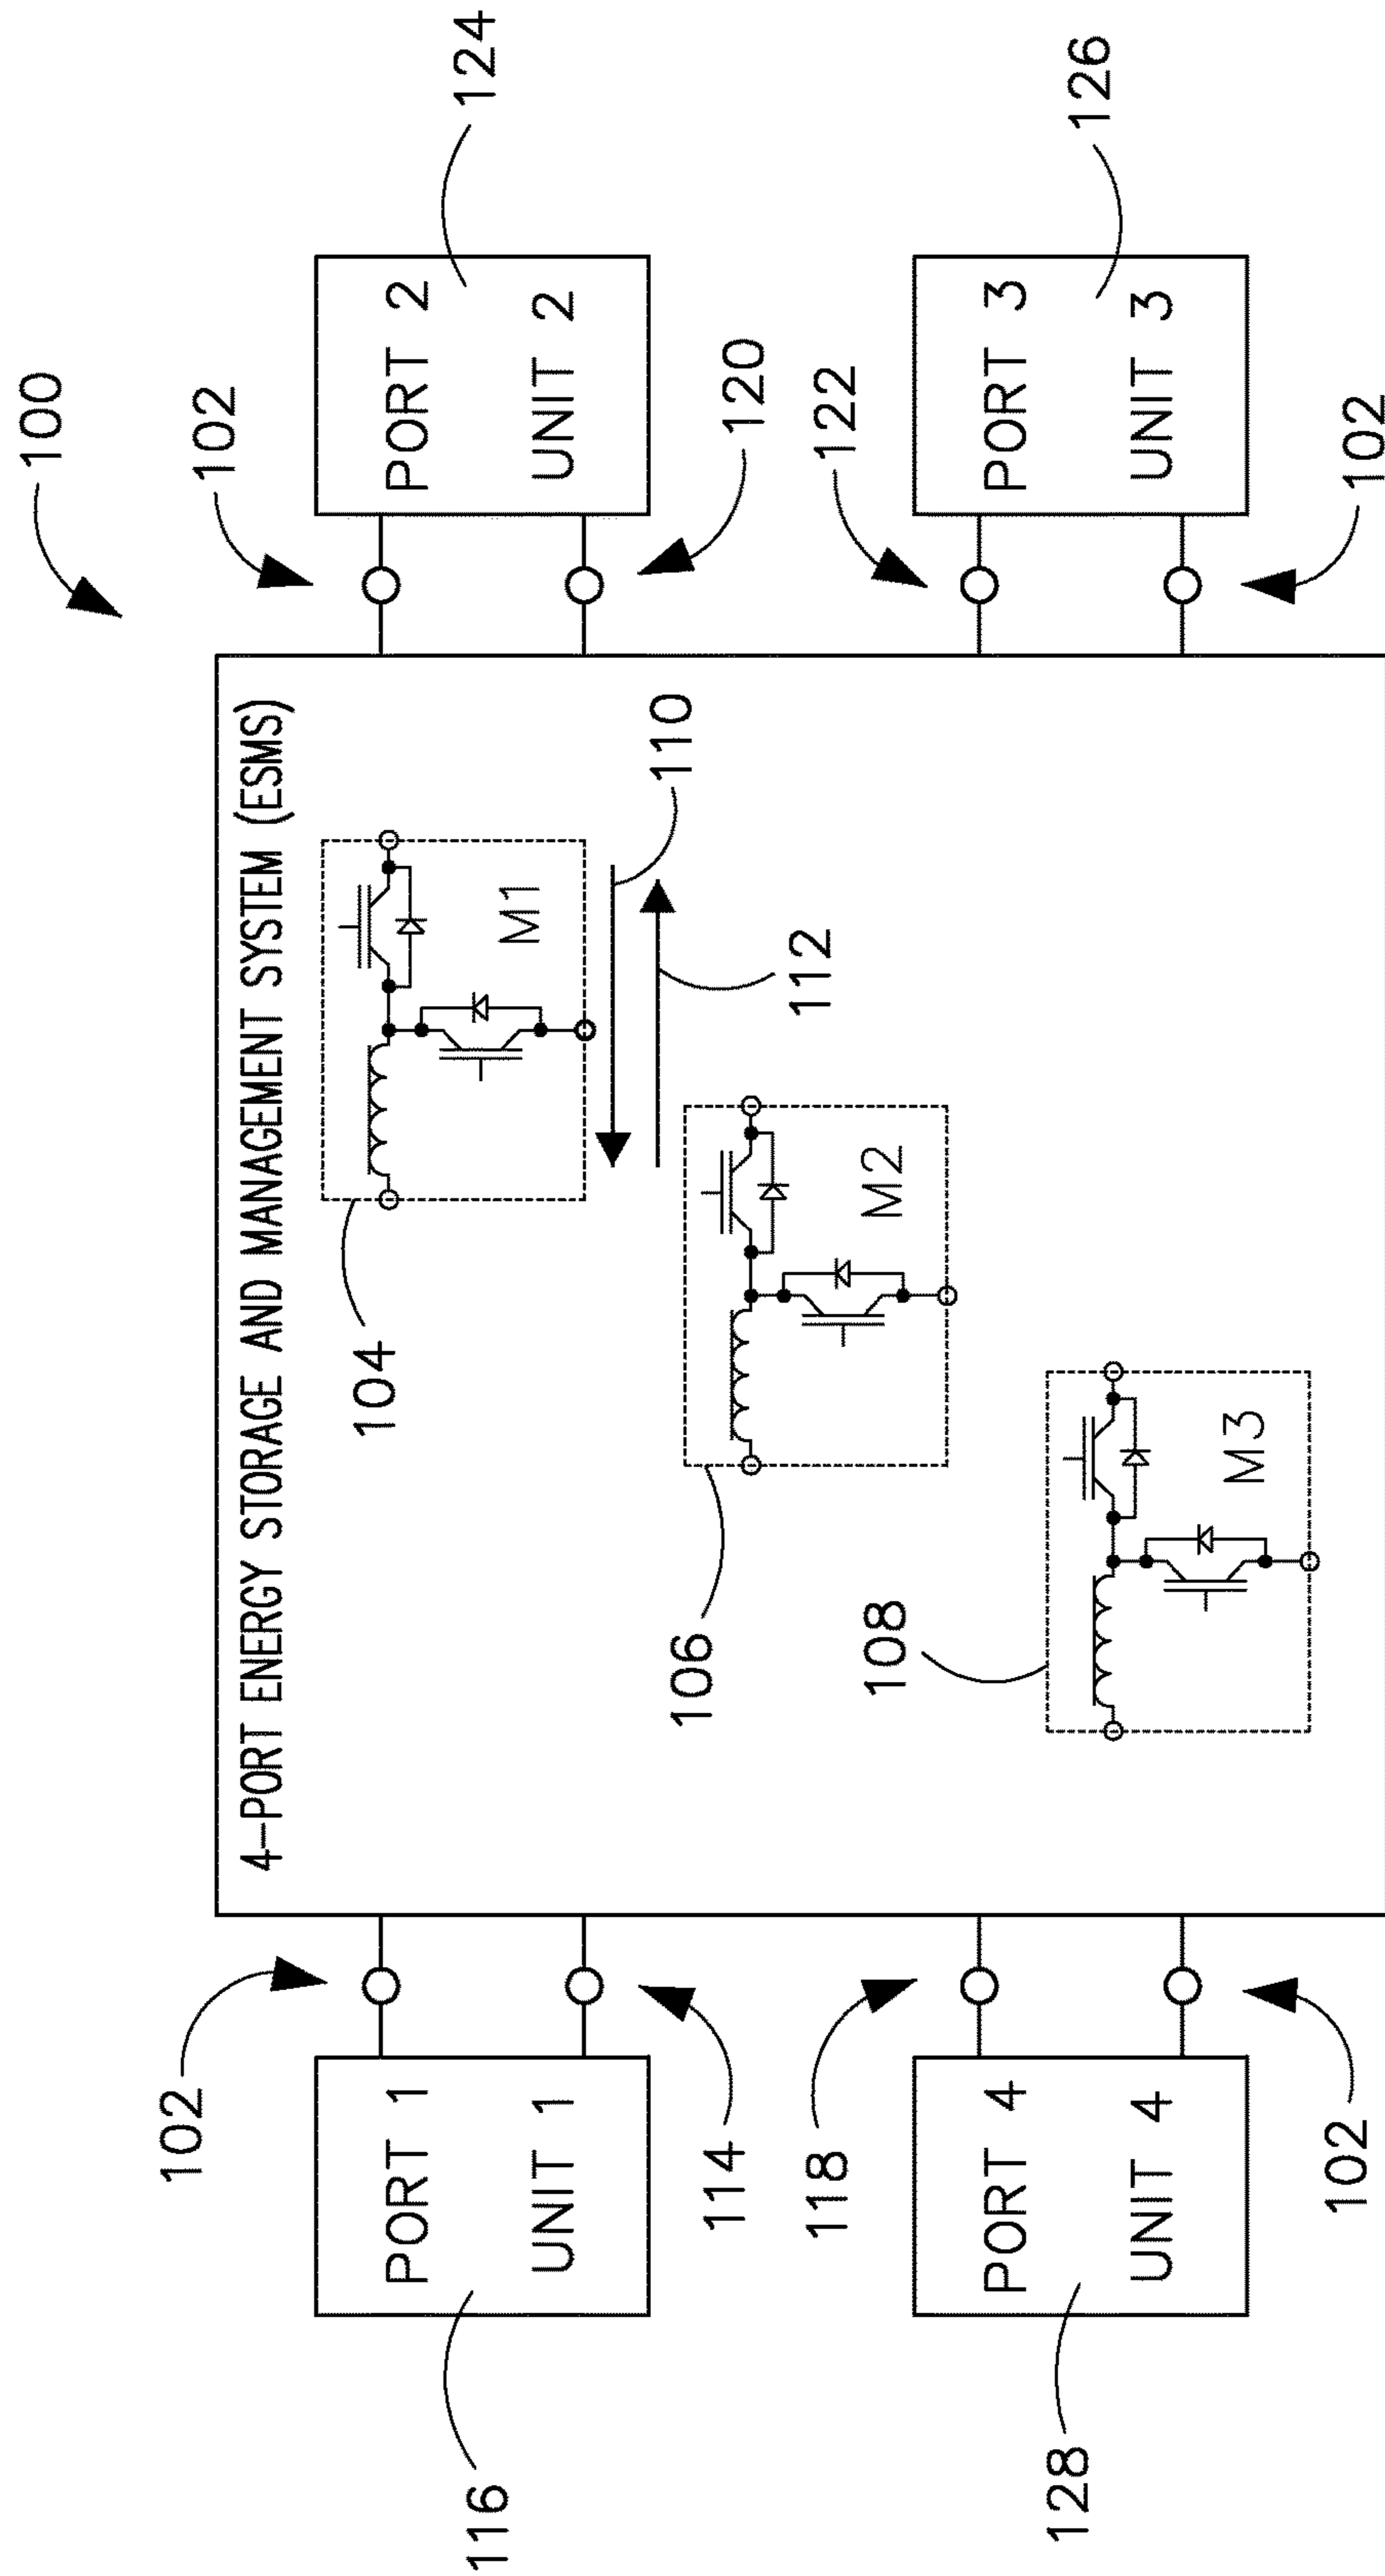 100
4-PORT ENERGY STORAGE AND MANAGEMENT SYSTEM (ESMS)
102
102
PORT 1
UNIT 1
116
114
104
M1
110
112
PORT 2
UNIT 2
124
120
106
M2
118
122
PORT 4
UNIT 4
128
102
108
M3
PORT 3
UNIT 3
126
102